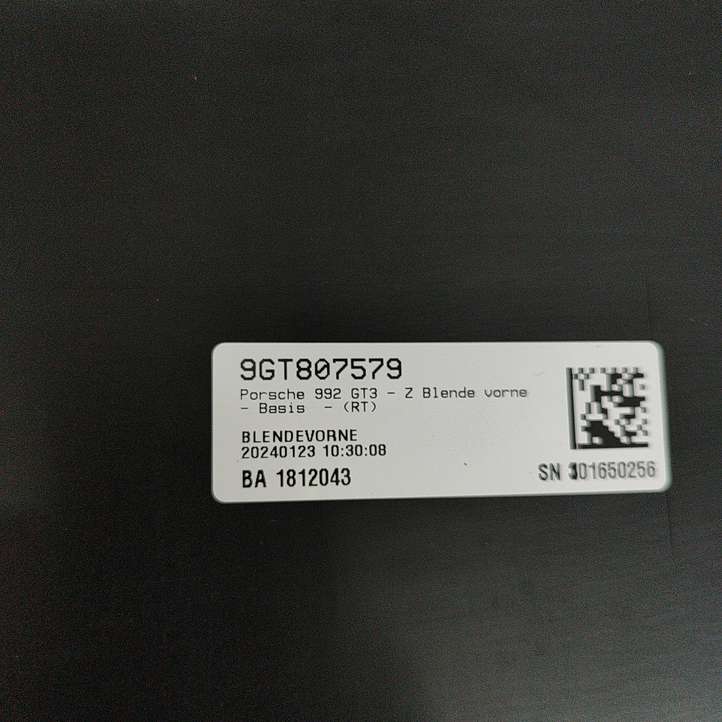 9GT807579
Porsche 992 GT3 - Z Blende vorne
- Basis - (RT)
BLENDEVORNE
20240123 10:30:08
BA 1812043
SN 101650256